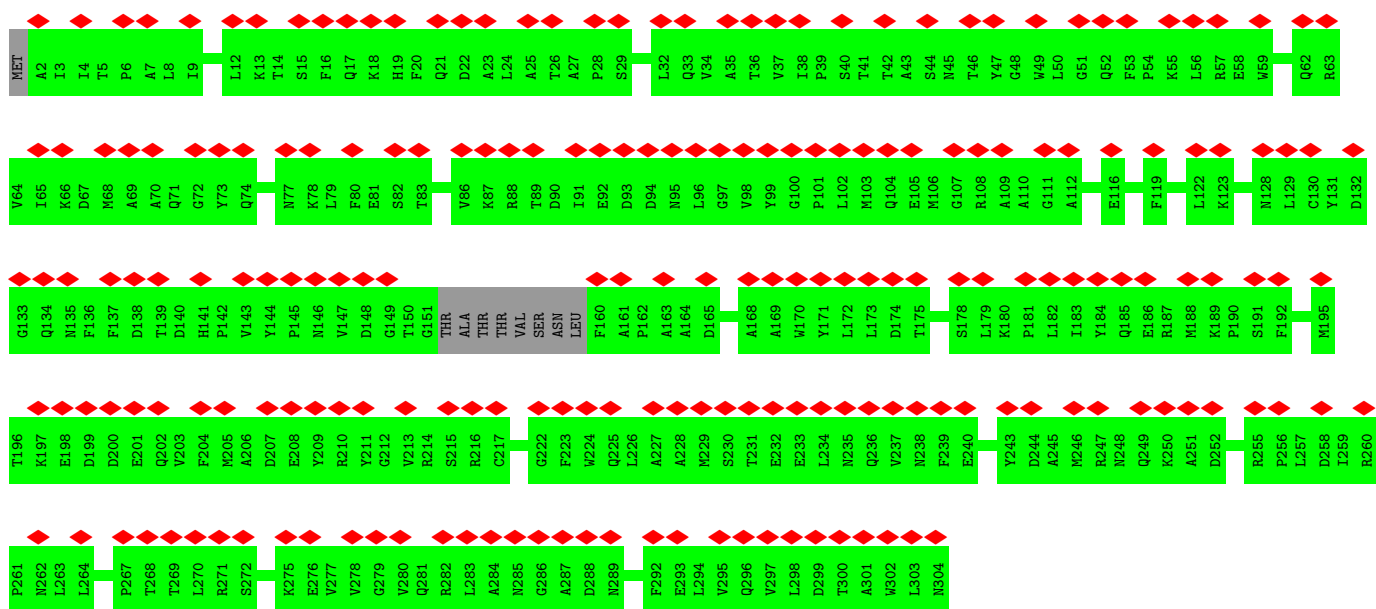 MET A2 I3 I4 T5 P6 A7 L8 I9 L12 K13 T14 S15 F16 Q17 K18 H19 F20 Q21 D22 A23 L24 A25 T26 A27 P28 S29 L32 Q33 V34 A35 T36 V37 I38 P39 S40 T41 T42 A43 S44 N45 T46 Y47 G48 W49 L50 G51 Q52 F53 P54 K55 L56 R57 E58 W59 Q62 R63
V64 I65 K66 D67 M68 A69 A70 Q71 G72 Y73 Q74 N77 K78 L79 F80 E81 S82 T83 V86 K87 R88 T89 D90 I91 E92 D93 D94 N95 L96 G97 V98 Y99 G100 P101 L102 M103 Q104 E105 M106 G107 R108 A109 A110 G111 A112 E116 F119 L122 K123 N128 L129 C130 Y131 D132
G133 Q134 N135 F136 F137 D138 T139 D140 H141 P142 V143 Y144 P145 N146 V147 D148 G149 T150 G151 THR ALA THR THR VAL SER ASN LEU F160 A161 P162 A163 A164 D165 A168 A169 W170 Y171 L172 L173 D174 T175 S178 L179 K180 P181 L182 I183 Y184 Q185 E186 R187 M188 K189 P190 S191 F192 M195
T196 K197 E198 D199 D200 E201 Q202 V203 F204 M205 A206 D207 E208 Y209 R210 Y211 G212 V213 R214 S215 R216 C217 G222 F223 W224 Q225 L226 A227 A228 M229 S230 T231 E232 E233 L234 N235 Q236 V237 N238 F239 E240 Y243 D244 A245 M246 R247 N248 Q249 K250 A251 D252 R255 P256 L257 D258 I259 R260
P261 N262 L263 L264 P267 T268 T269 L270 R271 S272 K275 E276 V277 V278 G279 V280 Q281 R282 L283 A284 N285 G286 A287 D288 N289 F292 E293 L294 V295 Q296 V297 L298 D299 T300 A301 W302 L303 N304